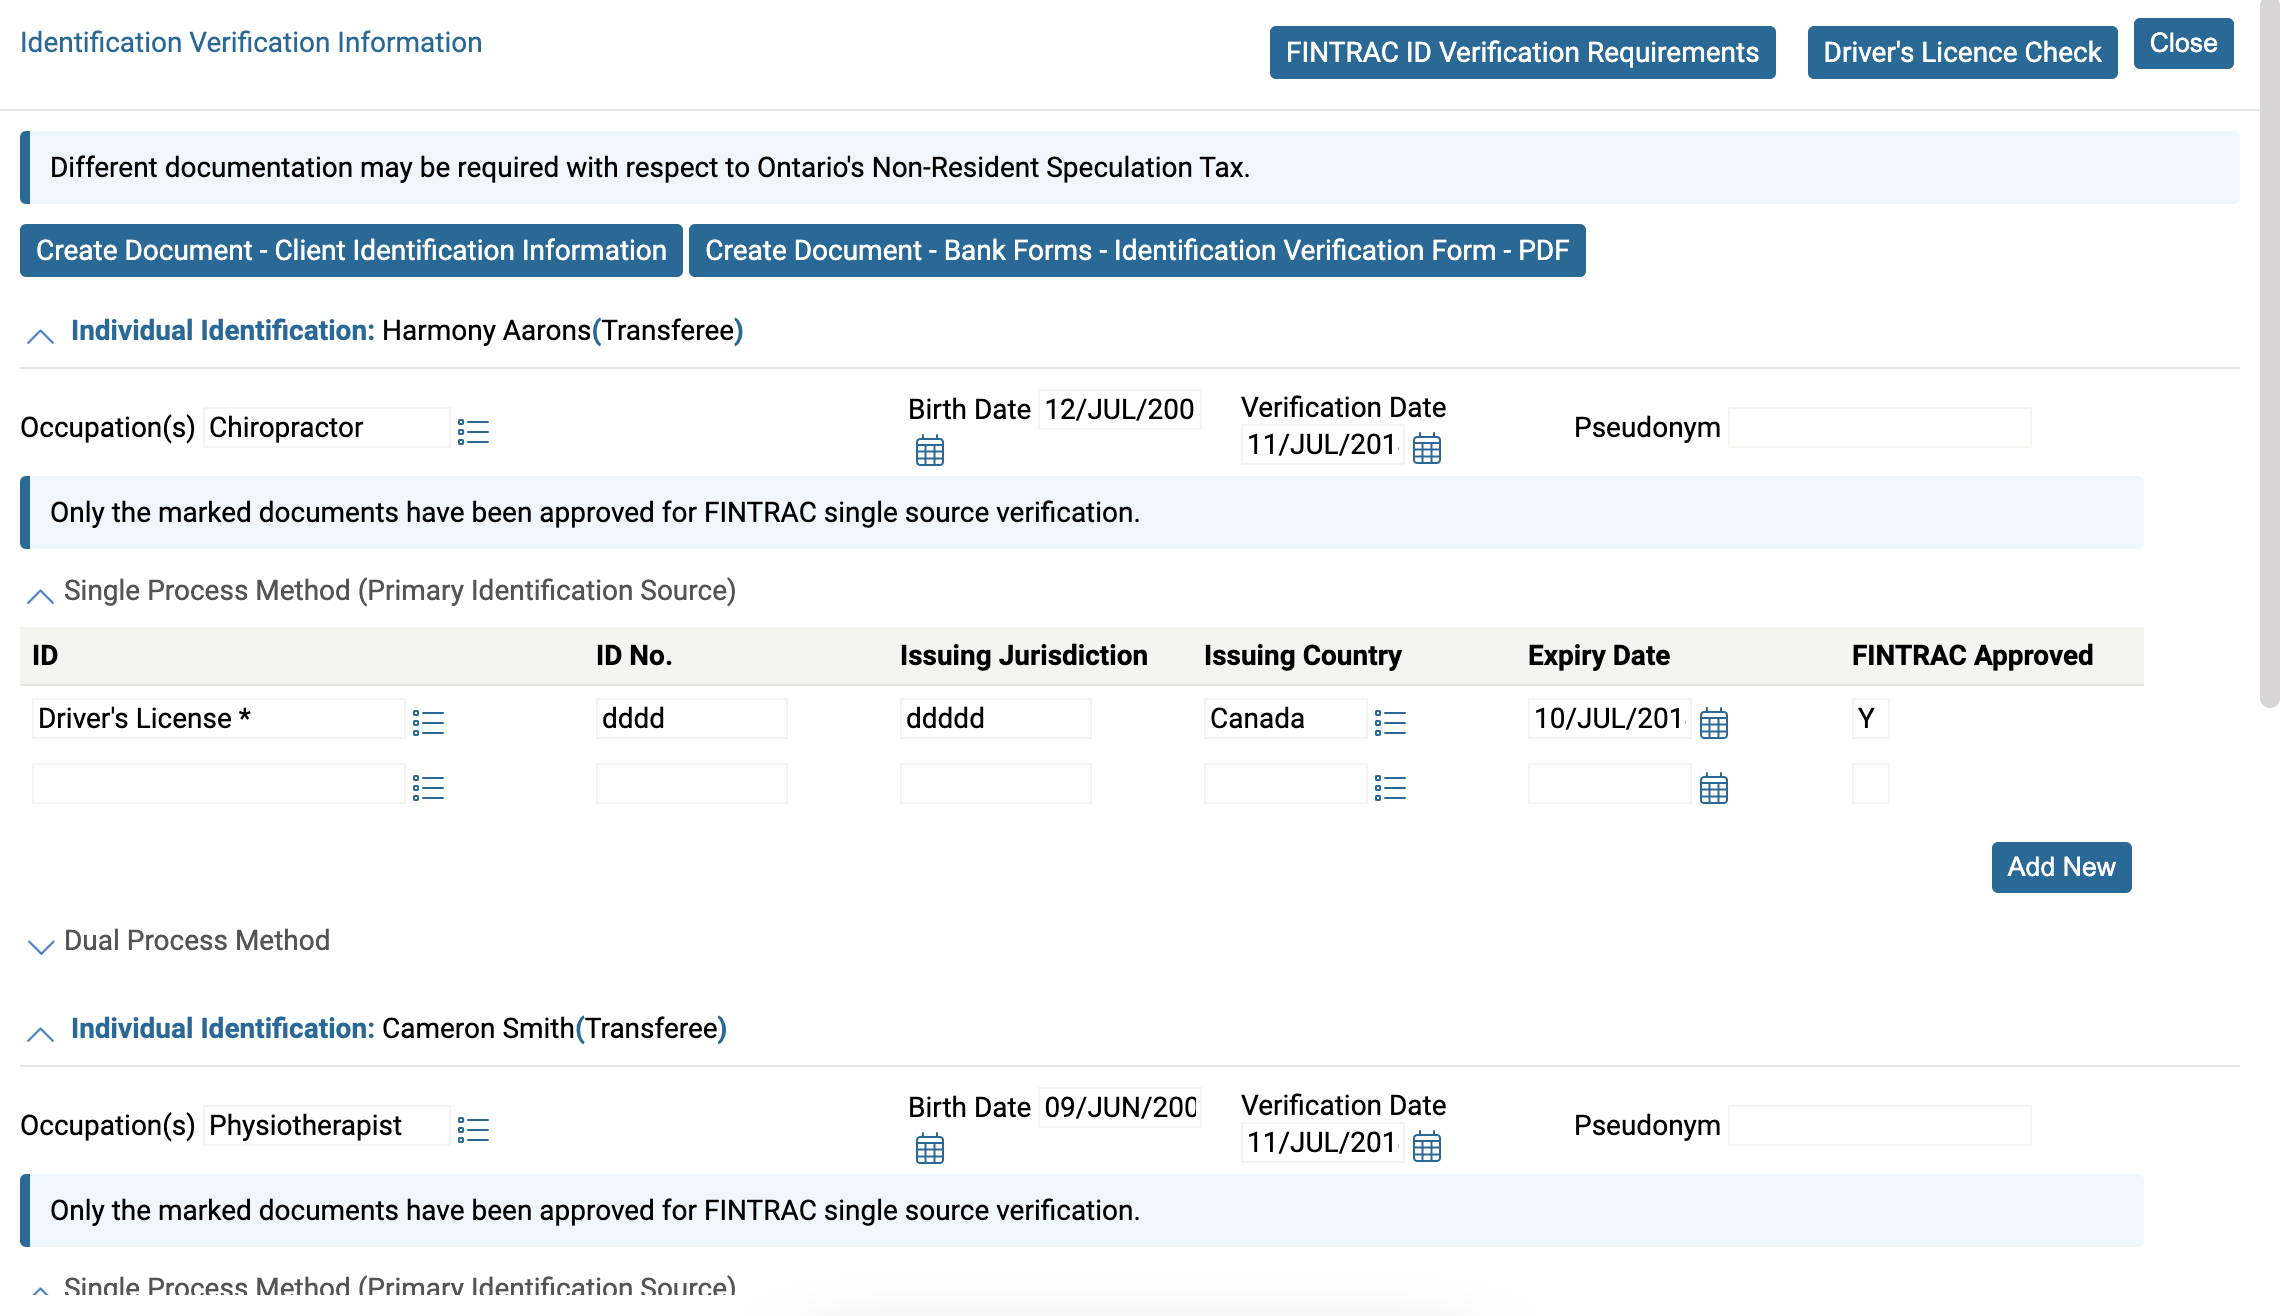 Identification Verification Information
FINTRAC ID Verification Requirements
Driver's Licence Check
Close
Different documentation may be required with respect to Ontario's Non-Resident Speculation Tax.
Create Document - Client Identification Information
Create Document - Bank Forms - Identification Verification Form - PDF
Individual Identification: Harmony Aarons(Transferee)
Occupation(s) Chiropractor
Birth Date 12/JUL/200
Verification Date
11/JUL/201
Pseudonym
Only the marked documents have been approved for FINTRAC single source verification.
Single Process Method (Primary Identification Source)
ID ID No. Issuing Jurisdiction Issuing Country Expiry Date FINTRAC Approved
Driver's License * dddd ddddd Canada 10/JUL/201 Y
Add New
Dual Process Method
Individual Identification: Cameron Smith(Transferee)
Occupation(s) Physiotherapist
Birth Date 09/JUN/200
Verification Date
11/JUL/201
Pseudonym
Only the marked documents have been approved for FINTRAC single source verification.
Single Process Method (Primary Identification Source)